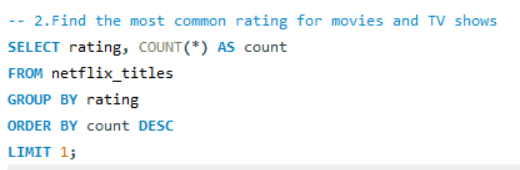 -- 2.Find the most common rating for movies and TV shows
SELECT rating, COUNT(*) AS count
FROM netflix_titles
GROUP BY rating
ORDER BY count DESC
LIMIT 1;